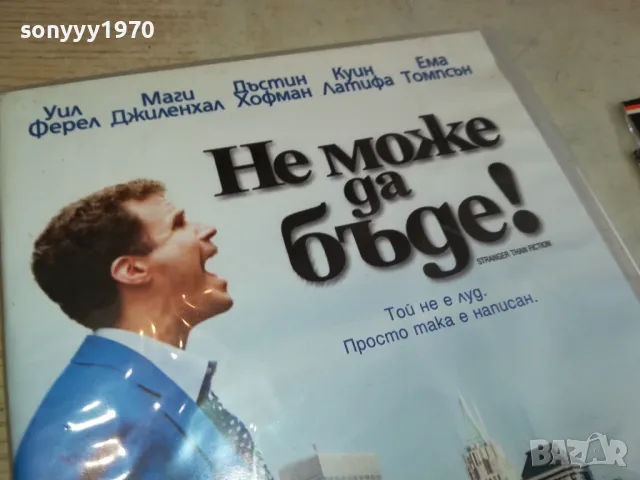 sonyyy1970
Уил Ферел
Маги Джиленхал
Дъстин Хофман
Куин Латифа
Ема Томпсън
Не може
да
бъде!
STRANGER THAN FICTION
Той не е луд.
Просто така е написан.
BAZAR